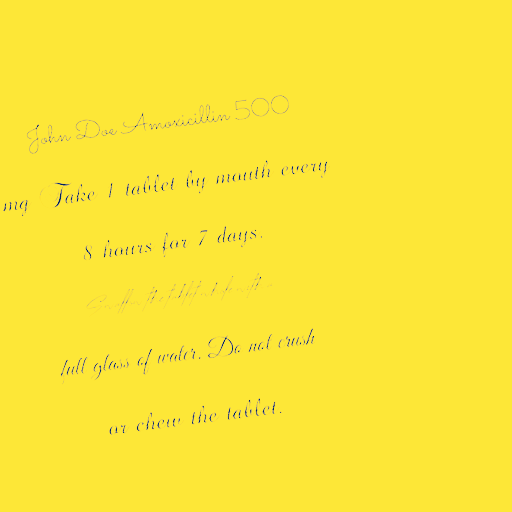 John Doe Amoxicillin 500
mg Take 1 tablet by mouth every
8 hours for 7 days.
full glass of water. Do not crush
or chew the tablet.